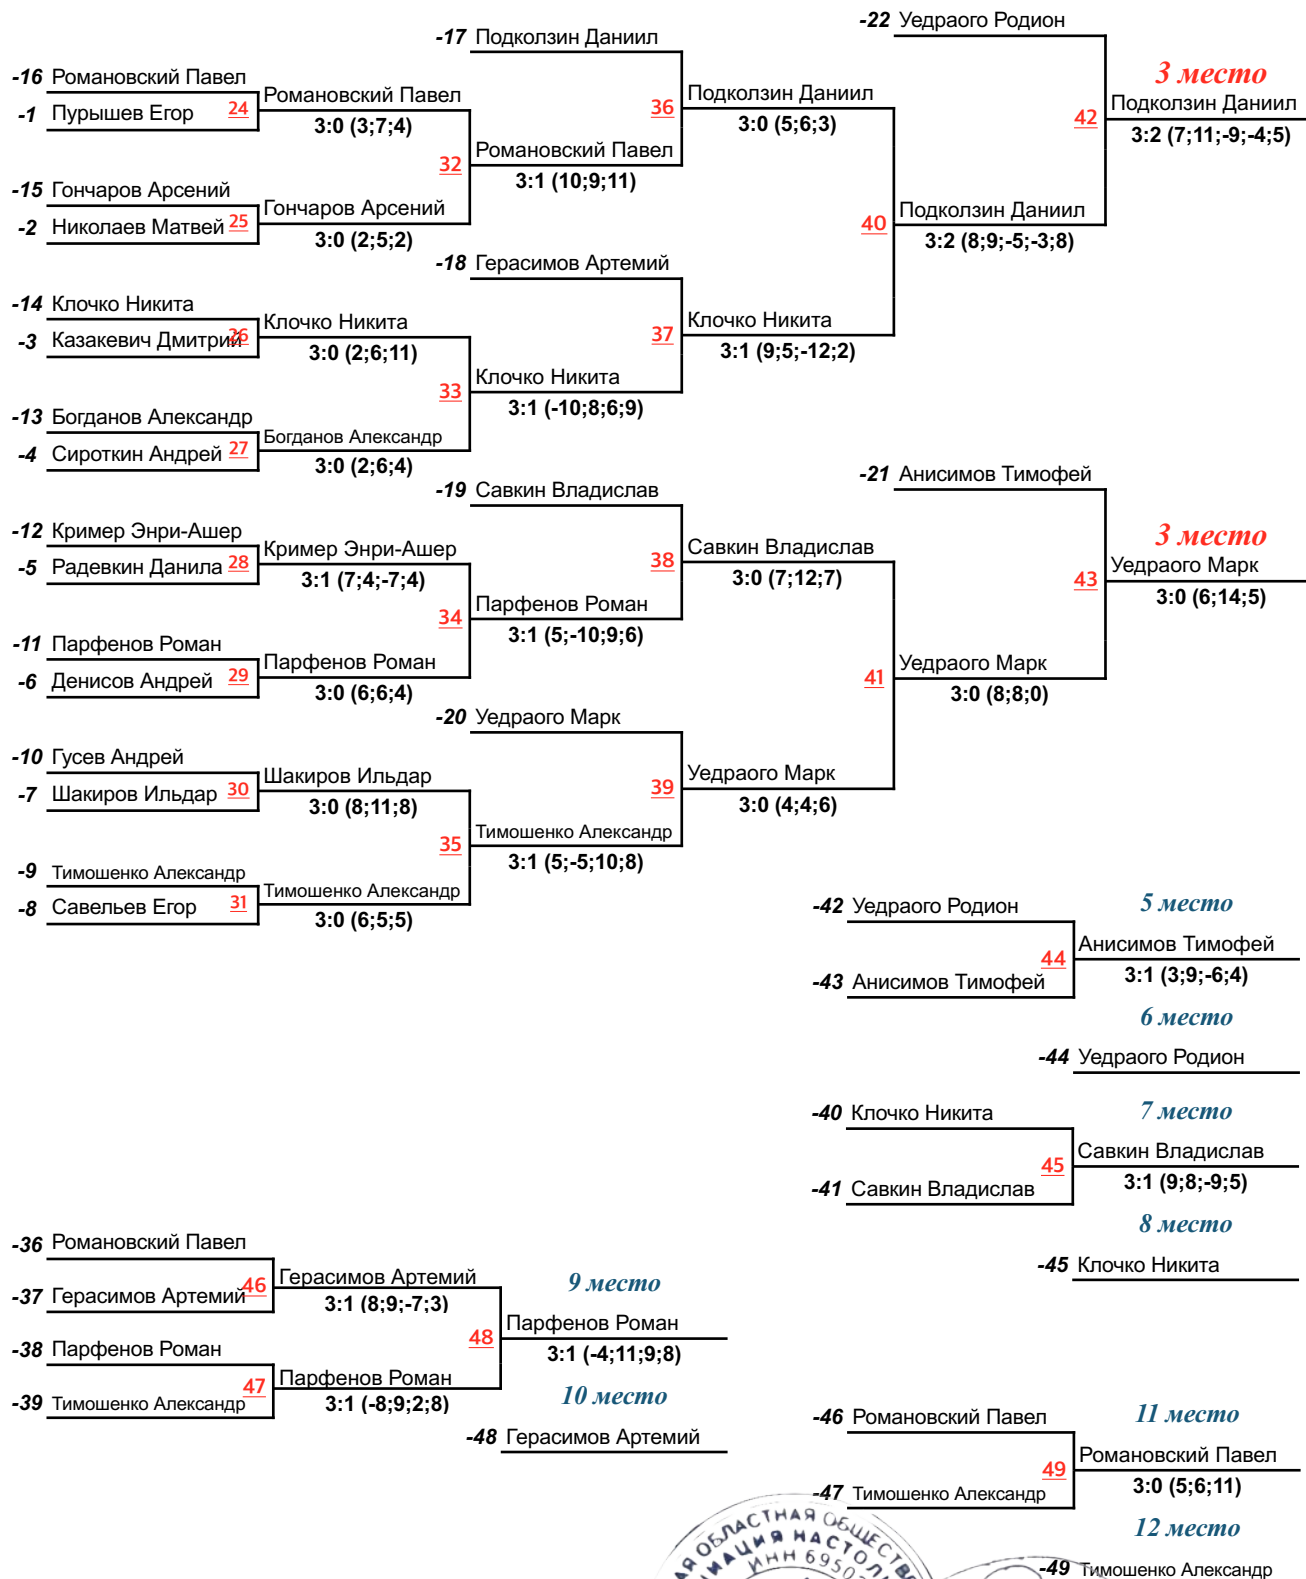 -22 Уедраого Родион
-17 Подколзин Даниил
3 место
-16 Романовский Павел
Романовский Павел
Подколзин Даниил
Подколзин Даниил
-1 Пурышев Егор 24
36
42
3:0 (3;7;4)
3:0 (5;6;3)
3:2 (7;11;-9;-4;5)
32
Романовский Павел
3:1 (10;9;11)
-15 Гончаров Арсений
Гончаров Арсений
Подколзин Даниил
-2 Николаев Матвей 25
40
3:0 (2;5;2)
3:2 (8;9;-5;-3;8)
-18 Герасимов Артемий
-14 Клочко Никита
Клочко Никита
Клочко Никита
-3 Казакевич Дмитрий 26
37
3:0 (2;6;11)
3:1 (9;5;-12;2)
Клочко Никита
33
3:1 (-10;8;6;9)
-13 Богданов Александр
Богданов Александр
-4 Сироткин Андрей 27
3:0 (2;6;4)
-21 Анисимов Тимофей
-19 Савкин Владислав
-12 Кример Энри-Ашер
3 место
Кример Энри-Ашер
Савкин Владислав
Уедраого Марк
-5 Радевкин Данила 28
38
43
3:1 (7;4;-7;4)
3:0 (7;12;7)
3:0 (6;14;5)
Парфенов Роман
34
3:1 (5;-10;9;6)
-11 Парфенов Роман
Парфенов Роман
Уедраого Марк
-6 Денисов Андрей 29
41
3:0 (6;6;4)
3:0 (8;8;0)
-20 Уедраого Марк
-10 Гусев Андрей
Шакиров Ильдар
Уедраого Марк
-7 Шакиров Ильдар 30
39
3:0 (8;11;8)
3:0 (4;4;6)
Тимошенко Александр
35
3:1 (5;-5;10;8)
-9 Тимошенко Александр
Тимошенко Александр
-8 Савельев Егор 31
3:0 (6;5;5)
-42 Уедраого Родион
5 место
Анисимов Тимофей
44
3:1 (3;9;-6;4)
-43 Анисимов Тимофей
6 место
-44 Уедраого Родион
-40 Клочко Никита
7 место
Савкин Владислав
45
3:1 (9;8;-9;5)
-41 Савкин Владислав
8 место
-45 Клочко Никита
-36 Романовский Павел
Герасимов Артемий
9 место
-37 Герасимов Артемий 46
3:1 (8;9;-7;3)
Парфенов Роман
48
3:1 (-4;11;9;8)
-38 Парфенов Роман
Парфенов Роман
47
10 место
-39 Тимошенко Александр
3:1 (-8;9;2;8)
-48 Герасимов Артемий
-46 Романовский Павел
11 место
Романовский Павел
49
3:0 (5;6;11)
-47 Тимошенко Александр
12 место
-49 Тимошенко Александр
ОБЛАСТНАЯ
НАСТОЛ
ИНН 6950